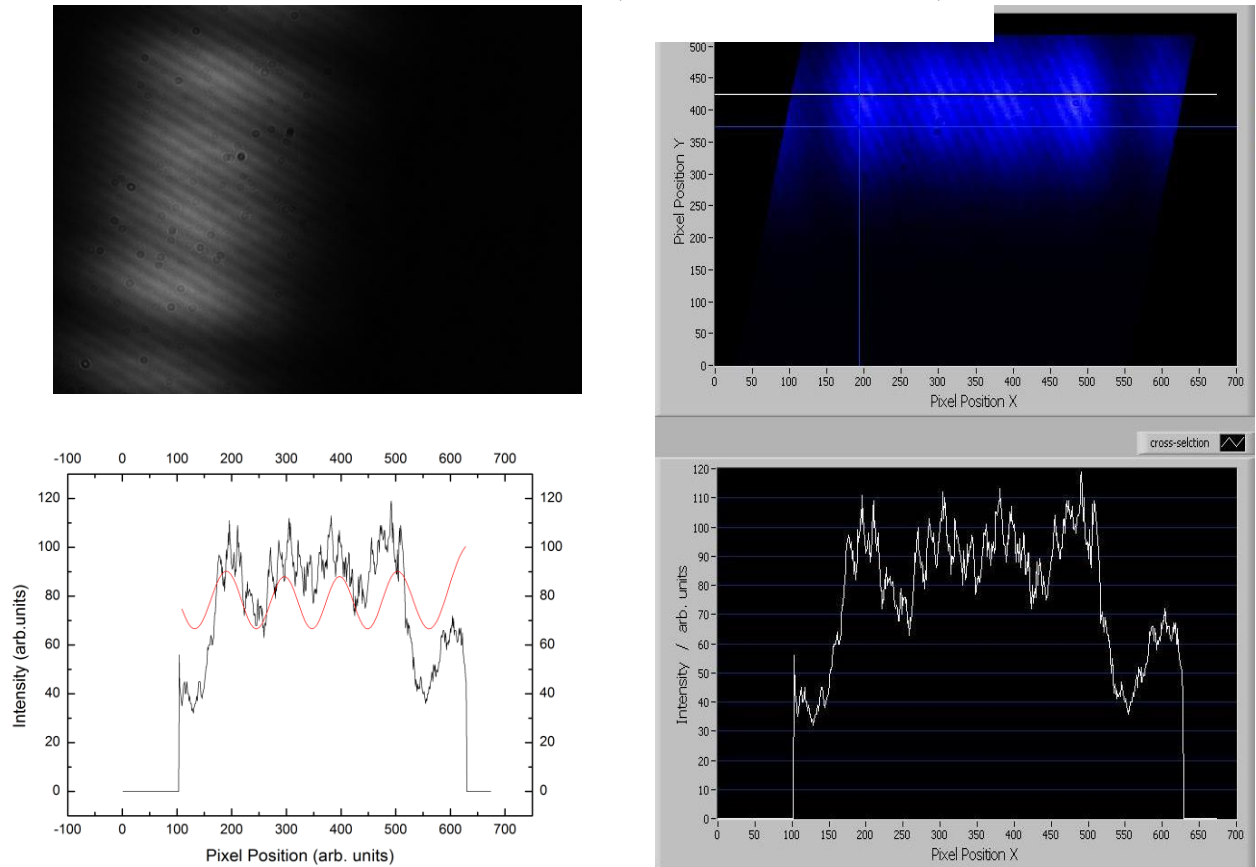 500-
450-
400-
350-
300-
250-
200-
150-
100-
50-
0-
Pixel Position Y
0 50 100 150 200 250 300 350 400 450 500 550 600 650 700
Pixel Position X
cross-selction
-100 0 100 200 300 400 500 600 700
120 120
100 100
80 80
60 60
40 40
20 20
0 0
Intensity (arb.units)
-100 0 100 200 300 400 500 600 700
Pixel Position (arb. units)
120-
110-
100-
90-
80-
70-
60-
50-
40-
30-
20-
10-
0-
Intensity / arb. units
0 50 100 150 200 250 300 350 400 450 500 550 600 650 700
Pixel Position X